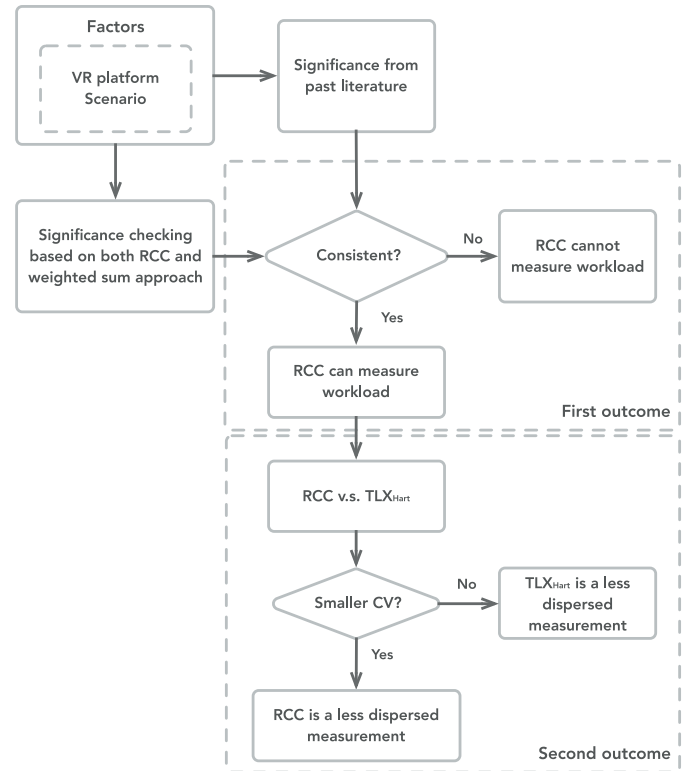 Factors
VR platform
Scenario
Significance from
past literature
Significance checking
based on both RCC and
weighted sum approach
Consistent?
No
RCC cannot
measure workload
Yes
RCC can measure
workload
First outcome
RCC v.s. TLXHart
Smaller CV?
No
TLXHart is a less
dispersed
measurement
Yes
RCC is a less dispersed
measurement
Second outcome